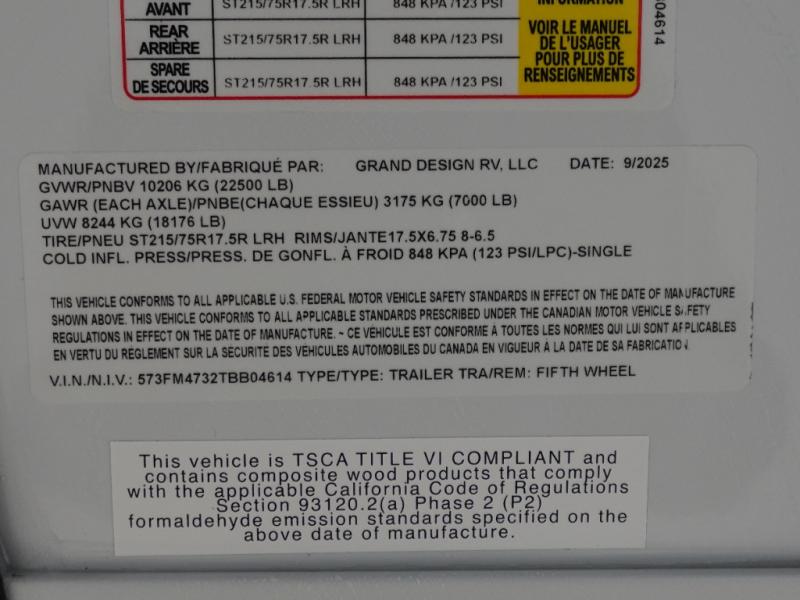 AVANT ST215/75R17.5R LRH 848 KPA /123 PSI INFORMATION
REAR
ARRIÈRE ST215/75R17.5R LRH 848 KPA /123 PSI
SPARE
DE SECOURS ST215/75R17.5R LRH 848 KPA /123 PSI
VOIR LE MANUEL
DE L'USAGER
POUR PLUS DE
RENSEIGNEMENTS
04614
MANUFACTURED BY/FABRIQUÉ PAR: GRAND DESIGN RV, LLC DATE: 9/2025
GVWR/PNBV 10206 KG (22500 LB)
GAWR (EACH AXLE)/PNBE(CHAQUE ESSIEU) 3175 KG (7000 LB)
UVW 8244 KG (18176 LB)
TIRE/PNEU ST215/75R17.5R LRH RIMS/JANTE17.5X6.75 8-6.5
COLD INFL. PRESS/PRESS. DE GONFL. À FROID 848 KPA (123 PSI/LPC)-SINGLE
THIS VEHICLE CONFORMS TO ALL APPLICABLE U.S. FEDERAL MOTOR VEHICLE SAFETY STANDARDS IN EFFECT ON THE DATE OF MANUFACTURE
SHOWN ABOVE. THIS VEHICLE CONFORMS TO ALL APPLICABLE STANDARDS PRESCRIBED UNDER THE CANADIAN MOTOR VEHICLE SAFETY
REGULATIONS IN EFFECT ON THE DATE OF MANUFACTURE. ~ CE VÉHICULE EST CONFORME À TOUTES LES NORMES QUI LUI SONT APPLICABLES
EN VERTU DU RÈGLEMENT SUR LA SÉCURITÉ DES VÉHICULES AUTOMOBILES DU CANADA EN VIGUEUR À LA DATE DE SA FABRICATION.
V.I.N./N.I.V.: 573FM4732TBB04614 TYPE/TYPE: TRAILER TRA/REM: FIFTH WHEEL
This vehicle is TSCA TITLE VI COMPLIANT and
contains composite wood products that comply
with the applicable California Code of Regulations
Section 93120.2(a) Phase 2 (P2)
formaldehyde emission standards specified on the
above date of manufacture.